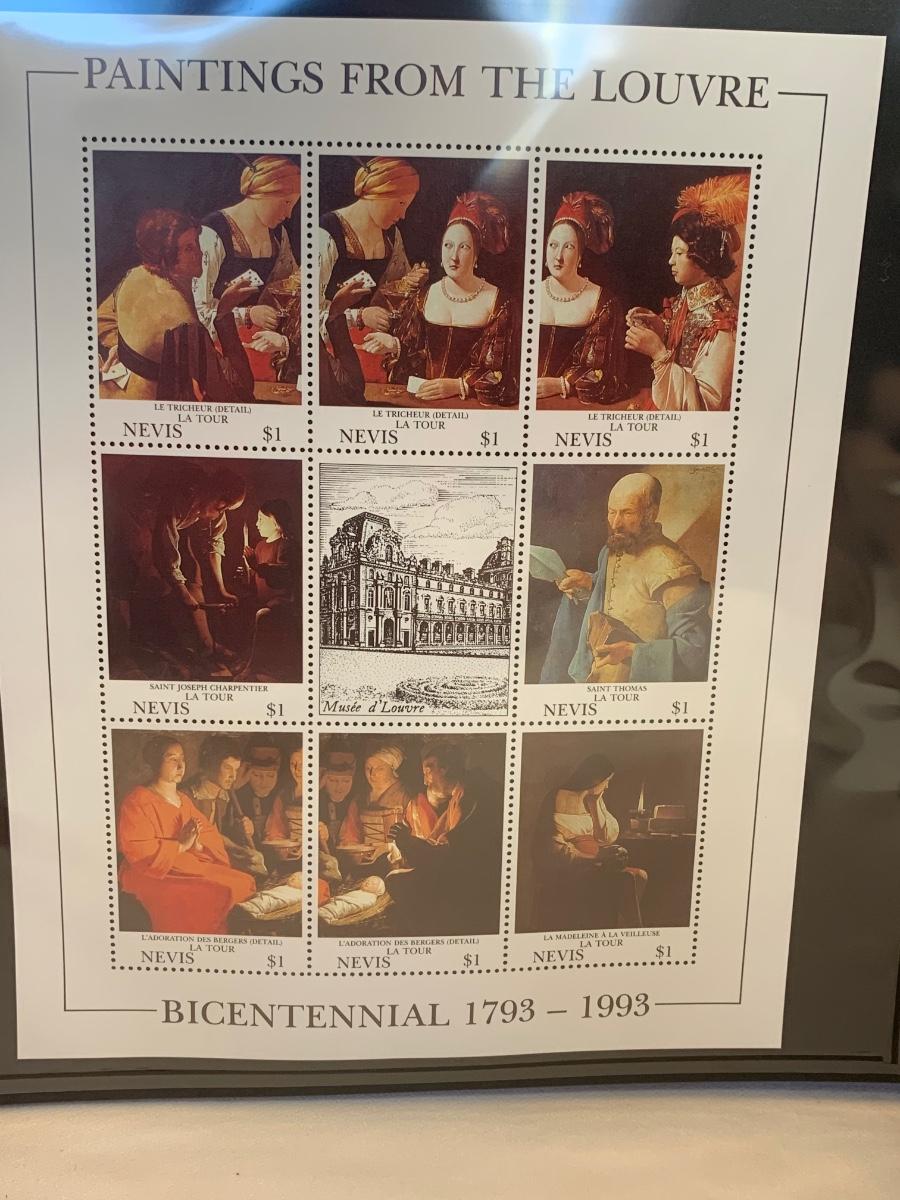 PAINTINGS FROM THE LOUVRE
LE TRICHEUR (DETAIL)
LA TOUR
NEVIS $1
LE TRICHEUR (DETAIL)
LA TOUR
NEVIS $1
LE TRICHEUR (DETAIL)
LA TOUR
NEVIS $1
SAINT JOSEPH CHARPENTIER
LA TOUR
NEVIS $1
Musée d'Louvre
SAINT THOMAS
LA TOUR
NEVIS $1
L'ADORATION DES BERGERS (DETAIL)
LA TOUR
NEVIS $1
L'ADORATION DES BERGERS (DETAIL)
LA TOUR
NEVIS $1
LA MADELEINE À LA VEILLEUSE
LA TOUR
NEVIS $1
BICENTENNIAL 1793 – 1993